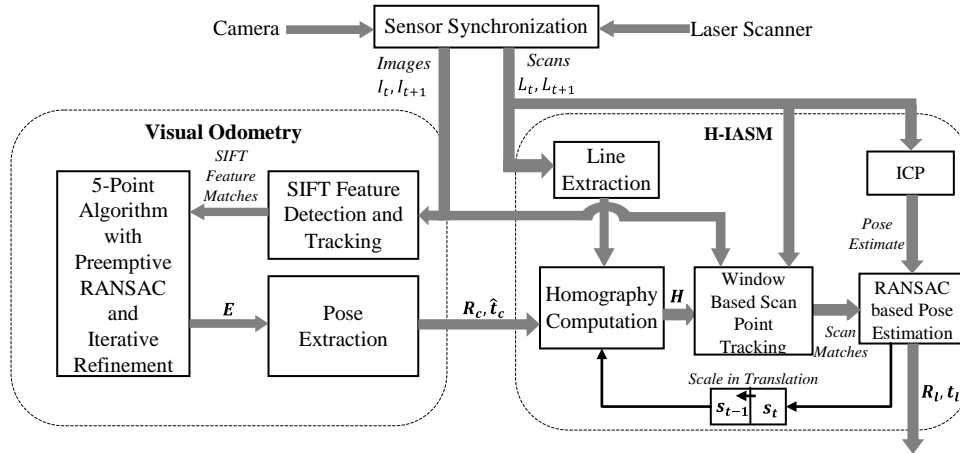 Camera
Sensor Synchronization
Laser Scanner
Images
I_t, I_{t+1}
Scans
L_t, L_{t+1}
Visual Odometry
5-Point
Algorithm
with
Preemptive
RANSAC
and
Iterative
Refinement
SIFT
Feature
Matches
SIFT Feature
Detection and
Tracking
E
Pose
Extraction
R_c, t̂_c
H-IASM
Line
Extraction
ICP
Pose
Estimate
Homography
Computation
H
Window
Based Scan
Point
Tracking
Scan
Matches
RANSAC
based Pose
Estimation
Scale in Translation
s_{t-1}
s_t
R_l, t_l